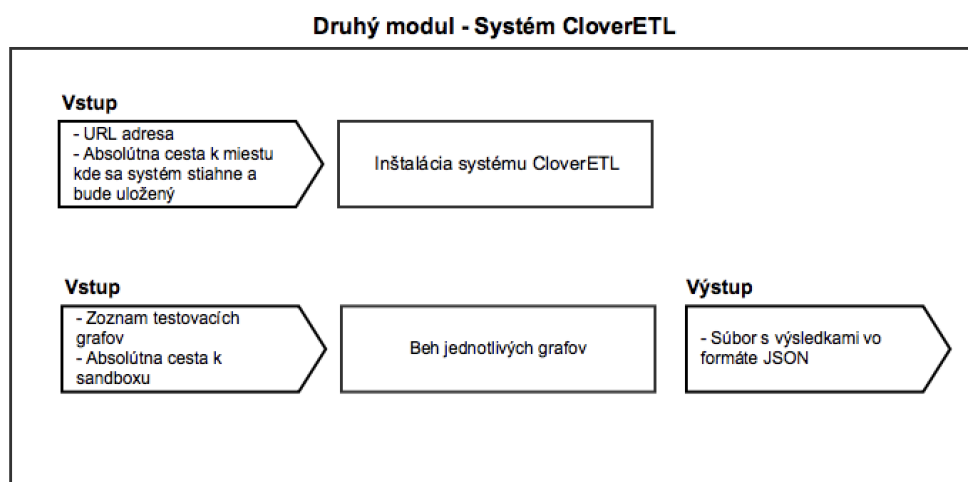 Druhý modul - Systém CloverETL
Vstup
- URL adresa
- Absolútna cesta k miestu
kde sa systém stiahne a
bude uložený
Inštalácia systému CloverETL
Vstup
- Zoznam testovacích
grafov
- Absolútna cesta k
sandboxu
Beh jednotlivých grafov
Výstup
- Súbor s výsledkami vo
formáte JSON